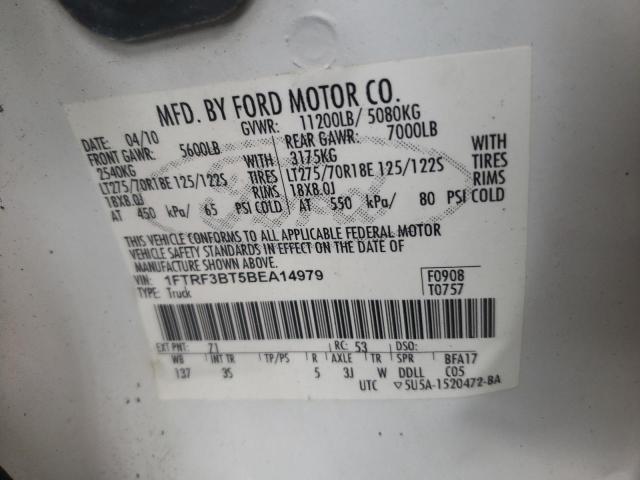 MFD. BY FORD MOTOR CO.
DATE: 04/10 GVWR: 11200LB/ 5080KG
FRONT GAWR: 5600LB REAR GAWR: 7000LB
2540KG WITH 3175KG WITH
LT275/70R18E 125/122S TIRES LT275/70R18E 125/122S TIRES
18X8.0J RIMS 18X8.0J RIMS
AT 450 kPa/ 65 PSI COLD AT 550 kPa/ 80 PSI COLD
Ford
THIS VEHICLE CONFORMS TO ALL APPLICABLE FEDERAL MOTOR
VEHICLE SAFETY STANDARDS IN EFFECT ON THE DATE OF
MANUFACTURE SHOWN ABOVE.
VIN: 1FTRF3BT5BEA14979 F0908
TYPE: Truck T0757
EXT PNT: 71 RC: 53 DSO:
WB INT TR TP/PS R AXLE TR SPR BFA17
137 3S 5 3J W DDLL C05
UTC ▽5U5A-1520472-BA